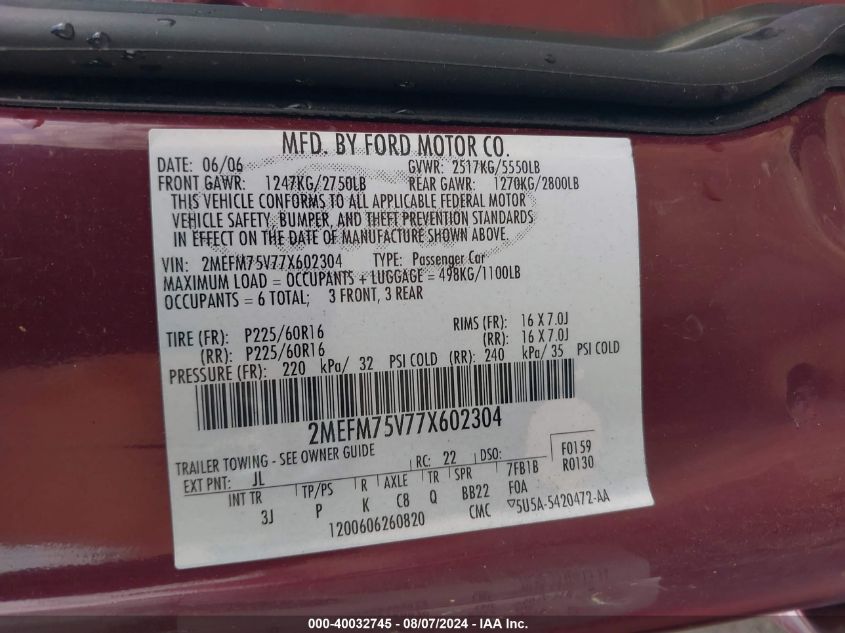 MFD. BY FORD MOTOR CO.
DATE: 06/06 GVWR: 2517KG/5550LB
FRONT GAWR: 1247KG/2750LB REAR GAWR: 1270KG/2800LB
THIS VEHICLE CONFORMS TO ALL APPLICABLE FEDERAL MOTOR
VEHICLE SAFETY, BUMPER, AND THEFT PREVENTION STANDARDS
IN EFFECT ON THE DATE OF MANUFACTURE SHOWN ABOVE.
VIN: 2MEFM75V77X602304 TYPE: Passenger Car
MAXIMUM LOAD = OCCUPANTS + LUGGAGE = 498KG/1100LB
OCCUPANTS = 6 TOTAL; 3 FRONT, 3 REAR
TIRE (FR): P225/60R16 RIMS (FR): 16 X 7.0J
(RR): P225/60R16 (RR): 16 X 7.0J
PRESSURE (FR): 220 kPa/ 32 PSI COLD (RR): 240 kPa/ 35 PSI COLD
2MEFM75V77X602304
TRAILER TOWING - SEE OWNER GUIDE
EXT PNT: JL RC: 22 DSO: F0159
INT TR TP/PS R AXLE TR SPR 7FB1B R0130
3J P K C8 Q BB22 FOA
1200606260820 CMC ▽5U5A-5420472-AA
000-40032745 - 08/07/2024 - IAA Inc.